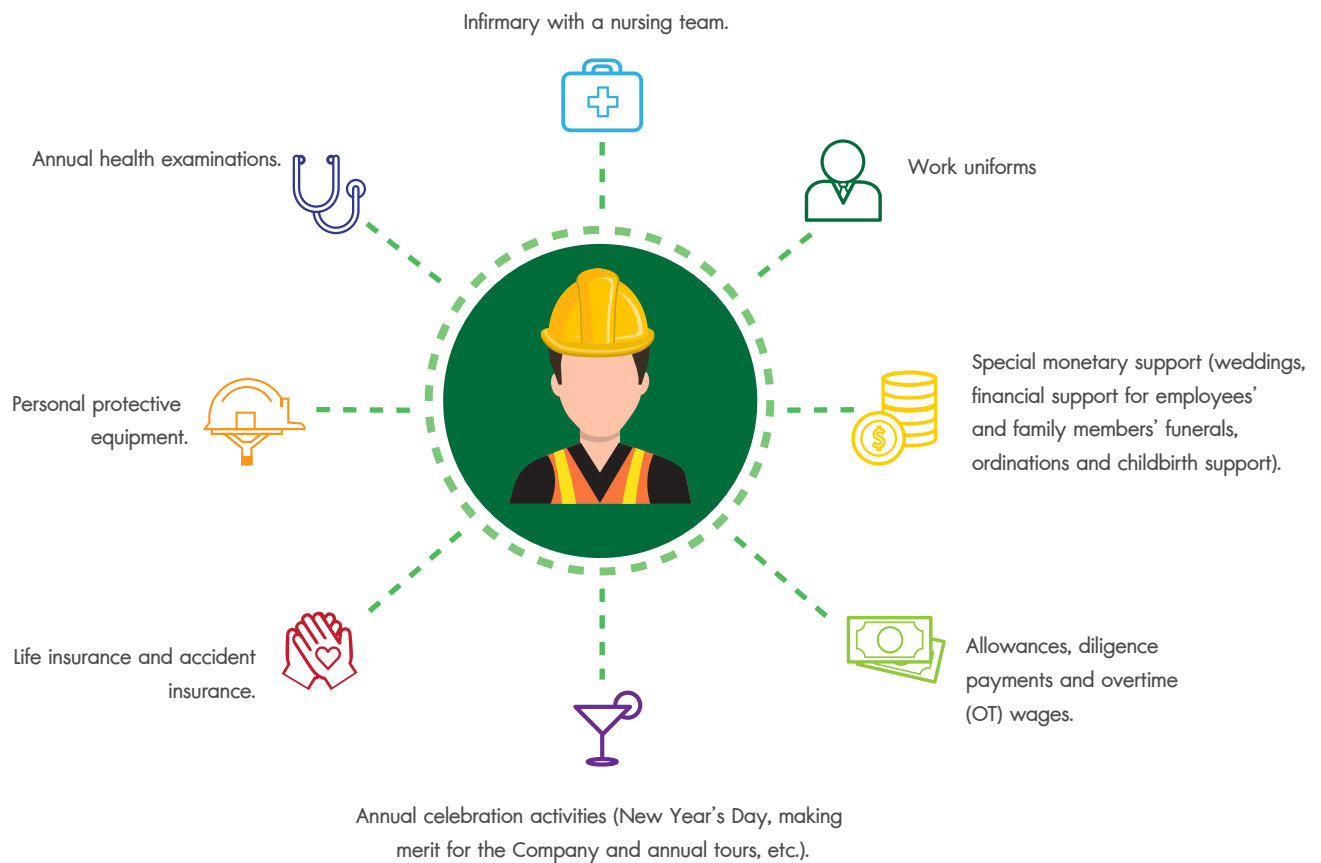 Infirmary with a nursing team.
Annual health examinations.
Work uniforms
Personal protective
equipment.
Special monetary support (weddings,
financial support for employees’
and family members’ funerals,
ordinations and childbirth support).
Life insurance and accident
insurance.
$
Allowances, diligence
payments and overtime
(OT) wages.
Annual celebration activities (New Year’s Day, making
merit for the Company and annual tours, etc.).